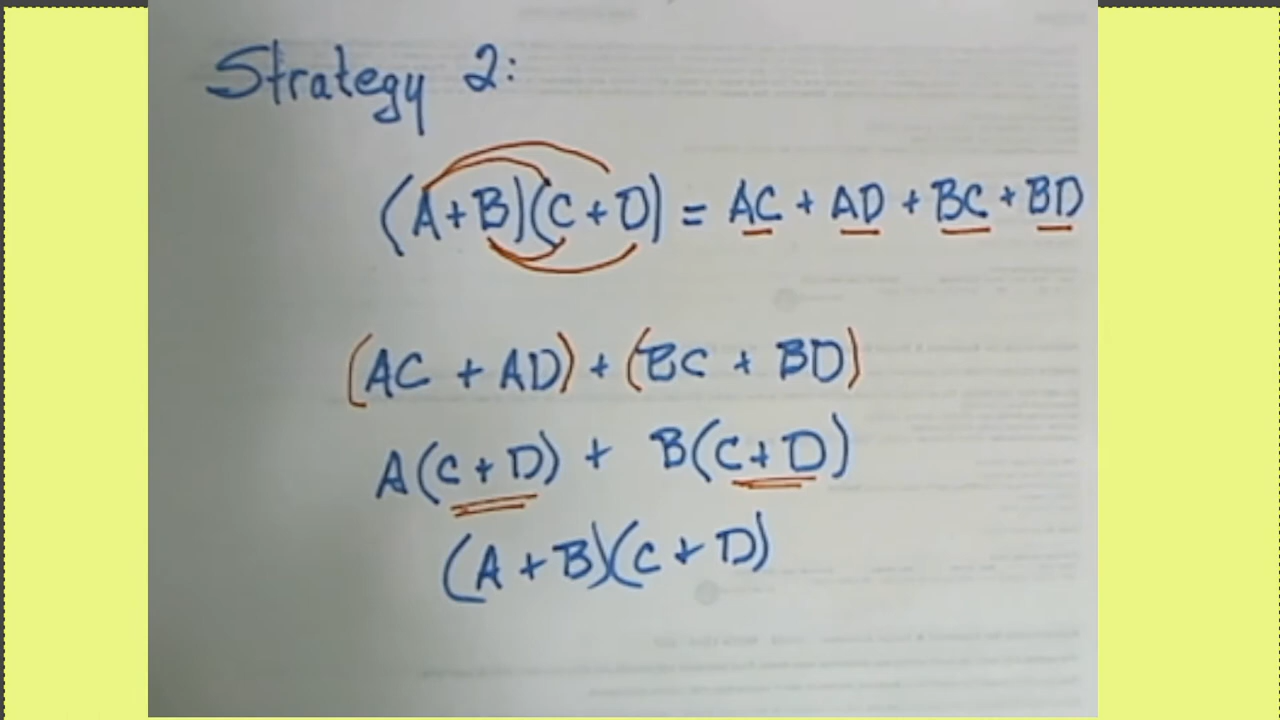 Strategy 2:
(A+B)(C+D) = AC + AD + BC + BD
(AC + AD) + (BC + BD)
A(C+D) + B(C+D)
(A+B)(C+D)